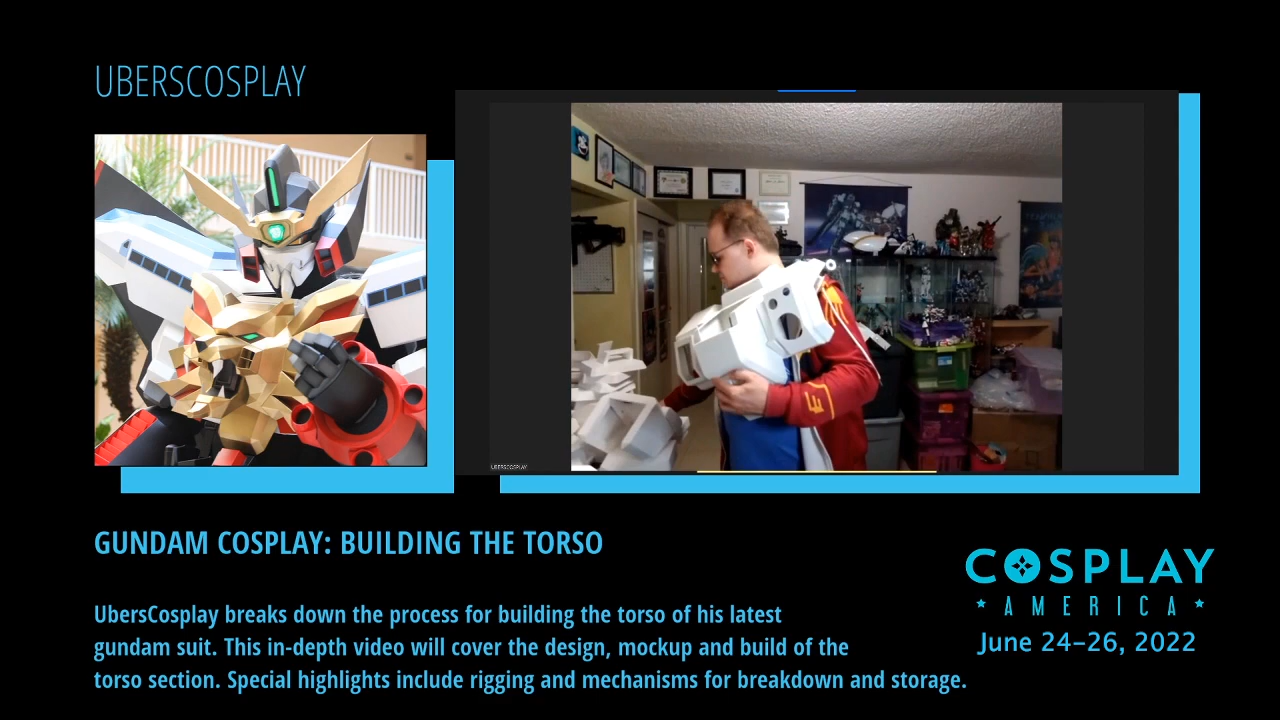 UBERSCOSPLAY
UBERSCOSPLAY
GUNDAM COSPLAY: BUILDING THE TORSO
UbersCosplay breaks down the process for building the torso of his latest
gundam suit. This in-depth video will cover the design, mockup and build of the
torso section. Special highlights include rigging and mechanisms for breakdown and storage.
COSPLAY
AMERICA
June 24–26, 2022